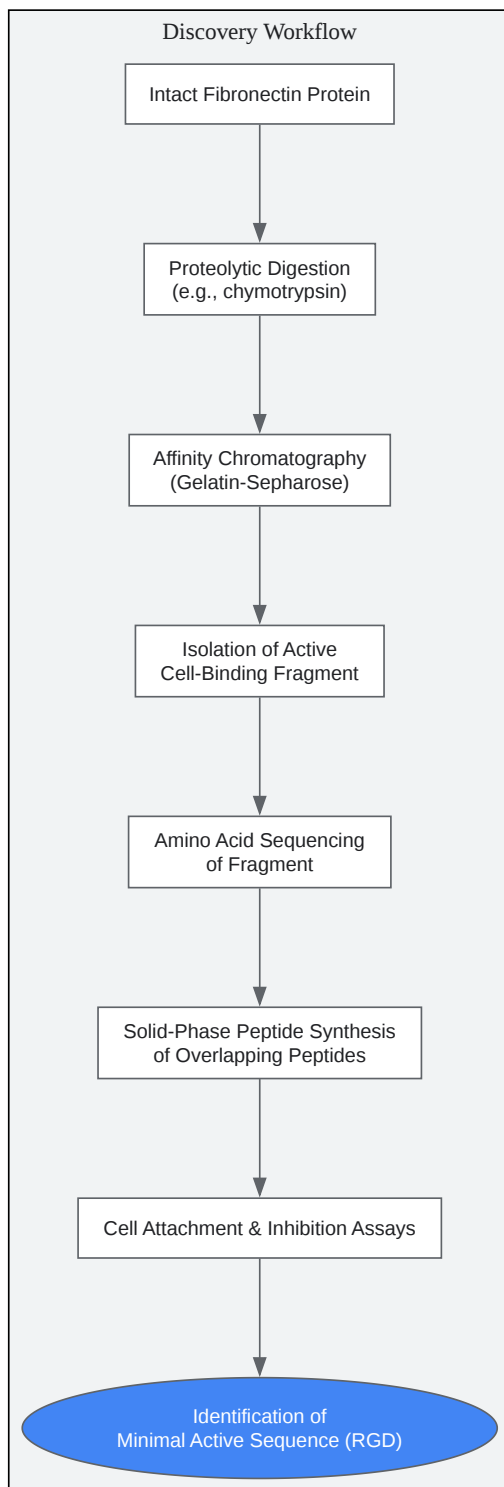 Discovery Workflow
Intact Fibronectin Protein
Proteolytic Digestion
(e.g., chymotrypsin)
Affinity Chromatography
(Gelatin-Sepharose)
Isolation of Active
Cell-Binding Fragment
Amino Acid Sequencing
of Fragment
Solid-Phase Peptide Synthesis
of Overlapping Peptides
Cell Attachment & Inhibition Assays
Identification of
Minimal Active Sequence (RGD)